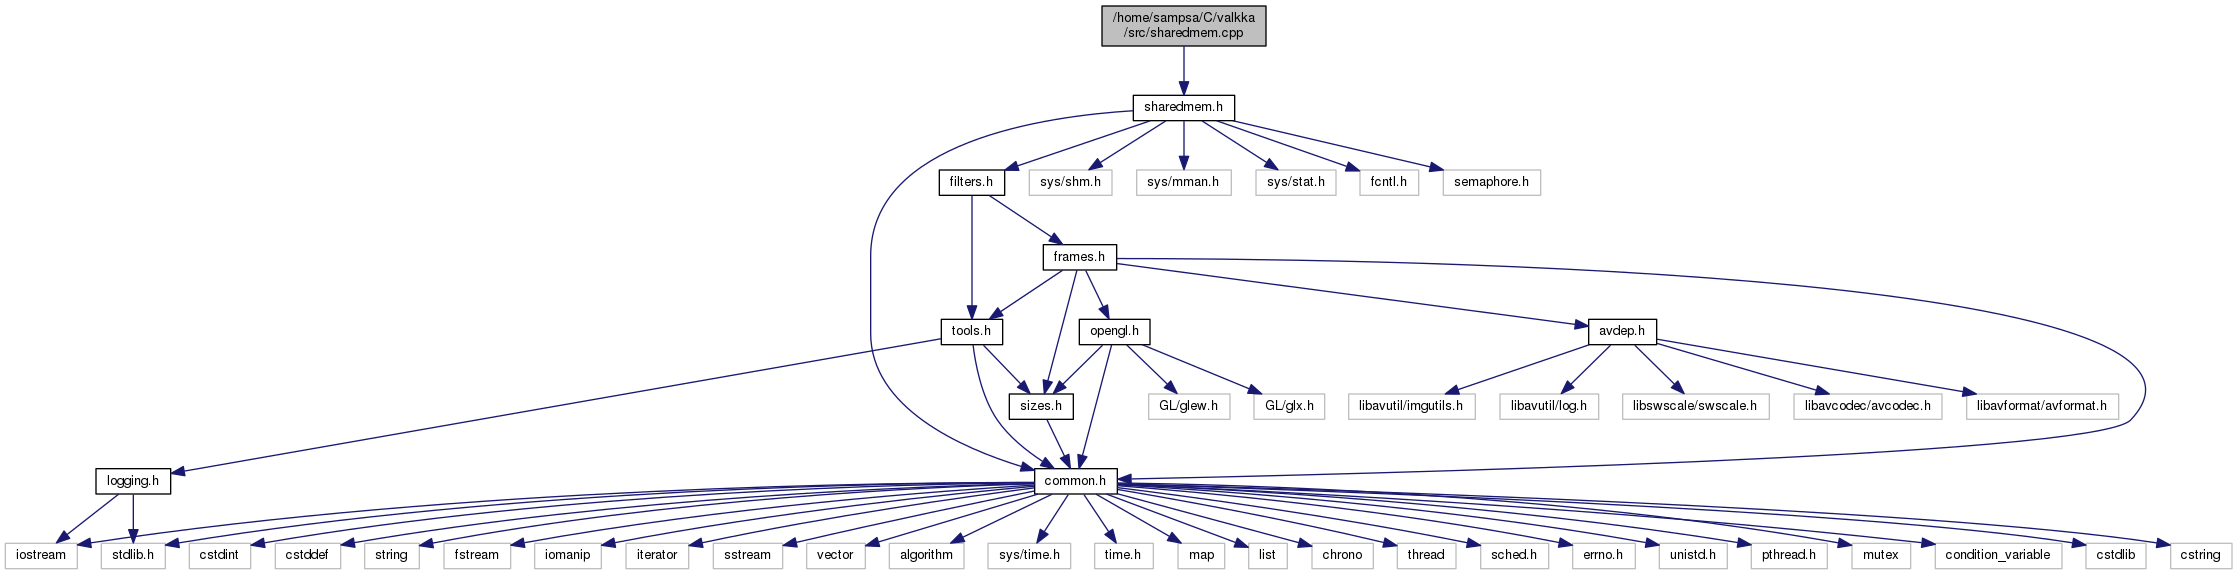 /home/sampsa/C/valkka
/src/sharedmem.cpp
sharedmem.h
filters.h
sys/shm.h
sys/mman.h
sys/stat.h
fcntl.h
semaphore.h
frames.h
tools.h
opengl.h
avdep.h
sizes.h
GL/glew.h
GL/glx.h
libavutil/imgutils.h
libavutil/log.h
libswscale/swscale.h
libavcodec/avcodec.h
libavformat/avformat.h
logging.h
common.h
iostream
stdlib.h
cstdint
cstddef
string
fstream
iomanip
iterator
sstream
vector
algorithm
sys/time.h
time.h
map
list
chrono
thread
sched.h
errno.h
unistd.h
pthread.h
mutex
condition_variable
cstdlib
cstring